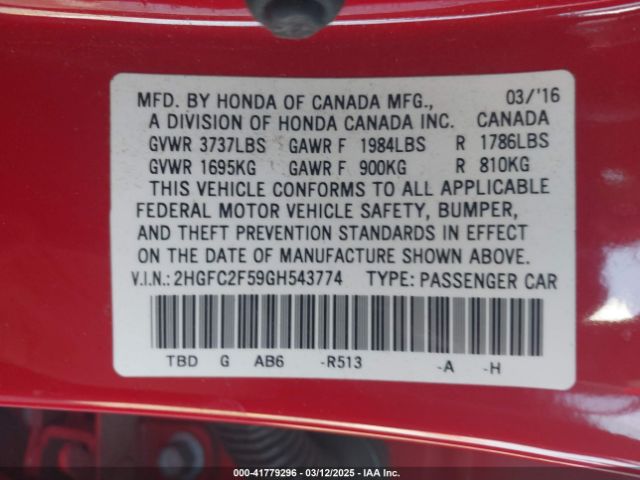 MFD. BY HONDA OF CANADA MFG., 03/'16
A DIVISION OF HONDA CANADA INC. CANADA
GVWR 3737LBS GAWR F 1984LBS R 1786LBS
GVWR 1695KG GAWR F 900KG R 810KG
THIS VEHICLE CONFORMS TO ALL APPLICABLE
FEDERAL MOTOR VEHICLE SAFETY, BUMPER,
AND THEFT PREVENTION STANDARDS IN EFFECT
ON THE DATE OF MANUFACTURE SHOWN ABOVE.
V.I.N.: 2HGFC2F59GH543774 TYPE: PASSENGER CAR
TBD G AB6 -R513 -A -H
000-41779296 - 03/12/2025 - IAA Inc.